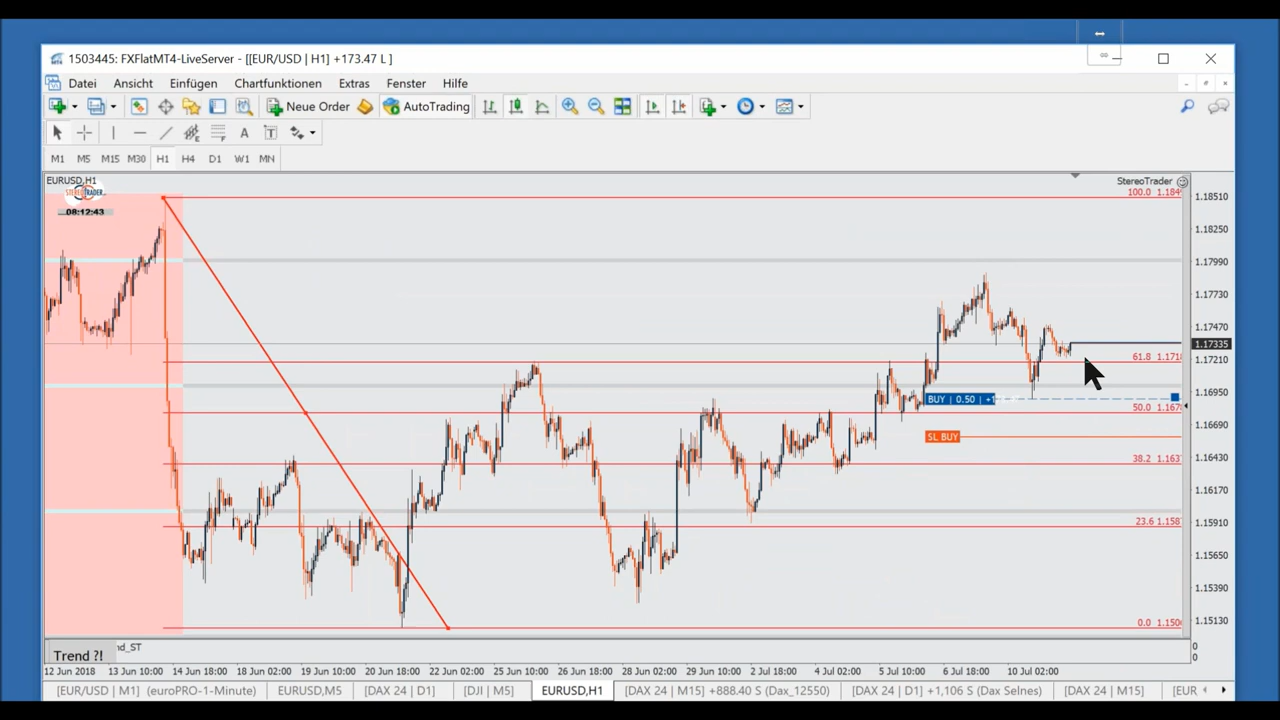 1503445: FXFlatMT4-LiveServer - [[EUR/USD | H1] +173.47 L ]
Datei Ansicht Einfügen Chartfunktionen Extras Fenster Hilfe
Neue Order AutoTrading
M1 M5 M15 M30 H1 H4 D1 W1 MN
EURUSD,H1 StereoTrader
STEREOTRADER
08:12:43
100.0 1.184
1.18510
1.18250
1.17990
1.17730
1.17470
1.17335
61.8 1.1718
1.17210
1.16950
BUY | 0.50 | +1
50.0 1.167
1.16690
SL BUY
38.2 1.163
1.16430
1.16170
23.6 1.158
1.15910
1.15650
1.15390
0.0 1.150
1.15130
Trend ?! nd_ST
0
0
12 Jun 2018 13 Jun 10:00 14 Jun 18:00 18 Jun 02:00 19 Jun 10:00 20 Jun 18:00 22 Jun 02:00 25 Jun 10:00 26 Jun 18:00 28 Jun 02:00 29 Jun 10:00 2 Jul 18:00 4 Jul 02:00 5 Jul 10:00 6 Jul 18:00 10 Jul 02:00
[EUR/USD | M1] (euroPRO-1-Minute) EURUSD,M5 [DAX 24 | D1] [DJI | M5] EURUSD,H1 [DAX 24 | M15] +888.40 S (Dax_12550) [DAX 24 | D1] +1,106 S (Dax Selnes) [DAX 24 | M15] [EUR